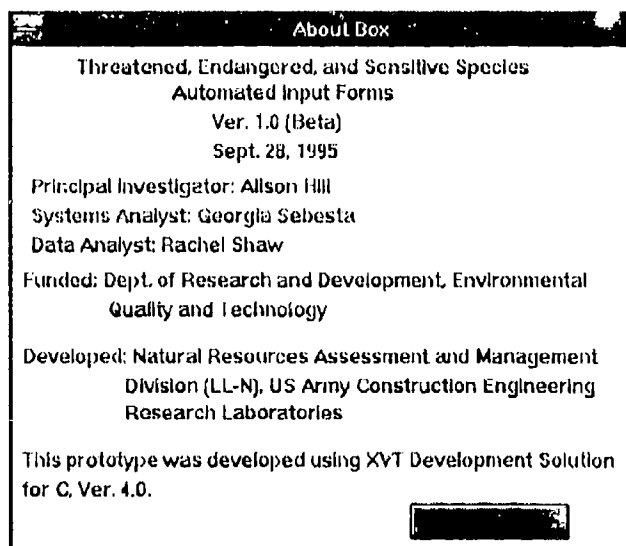 About Box
Threatened, Endangered, and Sensitive Species
Automated Input Forms
Ver. 1.0 (Beta)
Sept. 28, 1995
Principal Investigator: Alison Hill
Systems Analyst: Georgia Sebesta
Data Analyst: Rachel Shaw
Funded: Dept. of Research and Development, Environmental
Quality and Technology
Developed: Natural Resources Assessment and Management
Division (LL-N), US Army Construction Engineering
Research Laboratories
This prototype was developed using XVT Development Solution
for C, Ver. 4.0.